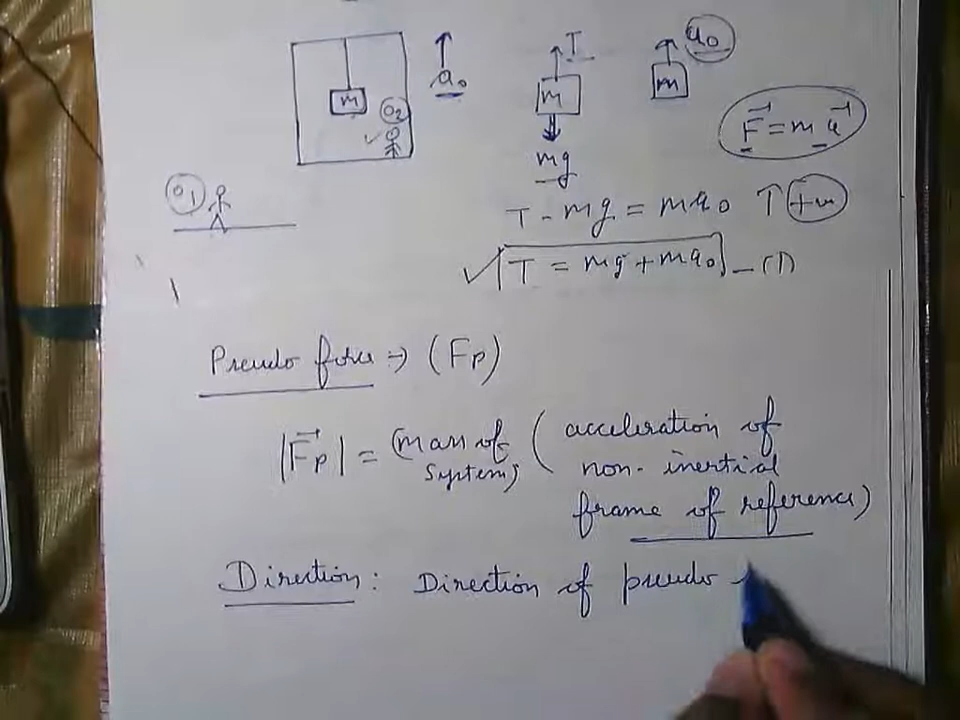 m
O2
a₀
T
m
mg
a₀
m
F⃗ = m a⃗
O1
T - mg = ma₀ ↑ +ve
T = mg + ma₀ - (1)
Pseudo force ⇒ (Fp)
|F⃗p| = (mass of system) (acceleration of
non-inertial
frame of reference)
Direction: Direction of pseudo